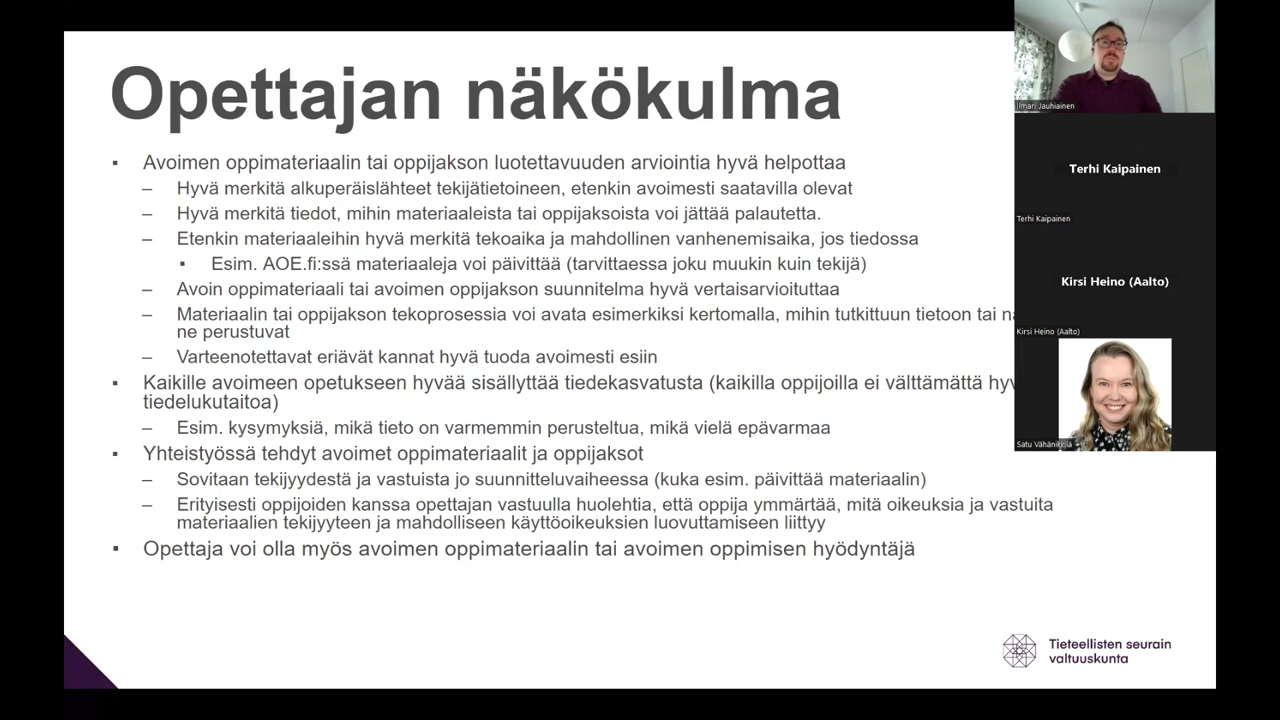 Opettajan näkökulma
▪ Avoimen oppimateriaalin tai oppijakson luotettavuuden arviointia hyvä helpottaa
– Hyvä merkitä alkuperäislähteet tekijätietoineen, etenkin avoimesti saatavilla olevat
– Hyvä merkitä tiedot, mihin materiaaleista tai oppijaksoista voi jättää palautetta.
– Etenkin materiaaleihin hyvä merkitä tekoaika ja mahdollinen vanhenemisaika, jos tiedossa
▪ Esim. AOE.fi:ssä materiaaleja voi päivittää (tarvittaessa joku muukin kuin tekijä)
– Avoin oppimateriaali tai avoimen oppijakson suunnitelma hyvä vertaisarvioituttaa
– Materiaalin tai oppijakson tekoprosessia voi avata esimerkiksi kertomalla, mihin tutkittuun tietoon tai
ne perustuvat
– Varteenotettavat eriävät kannat hyvä tuoda avoimesti esiin
▪ Kaikille avoimeen opetukseen hyvää sisällyttää tiedekasvatusta (kaikilla oppijoilla ei välttämättä
tiedelukutaitoa)
– Esim. kysymyksiä, mikä tieto on varmemmin perusteltua, mikä vielä epävarmaa
▪ Yhteistyössä tehdyt avoimet oppimateriaalit ja oppijaksot
– Sovitaan tekijyydestä ja vastuista jo suunnitteluvaiheessa (kuka esim. päivittää materiaalin)
– Erityisesti oppijoiden kanssa opettajan vastuulla huolehtia, että oppija ymmärtää, mitä oikeuksia ja vastuita
materiaalien tekijyyteen ja mahdolliseen käyttöoikeuksien luovuttamiseen liittyy
▪ Opettaja voi olla myös avoimen oppimateriaalin tai avoimen oppimisen hyödyntäjä
Tieteellisten seurain
valtuuskunta
Ilmari Jauhiainen
Terhi Kaipainen
Terhi Kaipainen
Kirsi Heino (Aalto)
Kirsi Heino (Aalto)
Satu Vähänikkilä